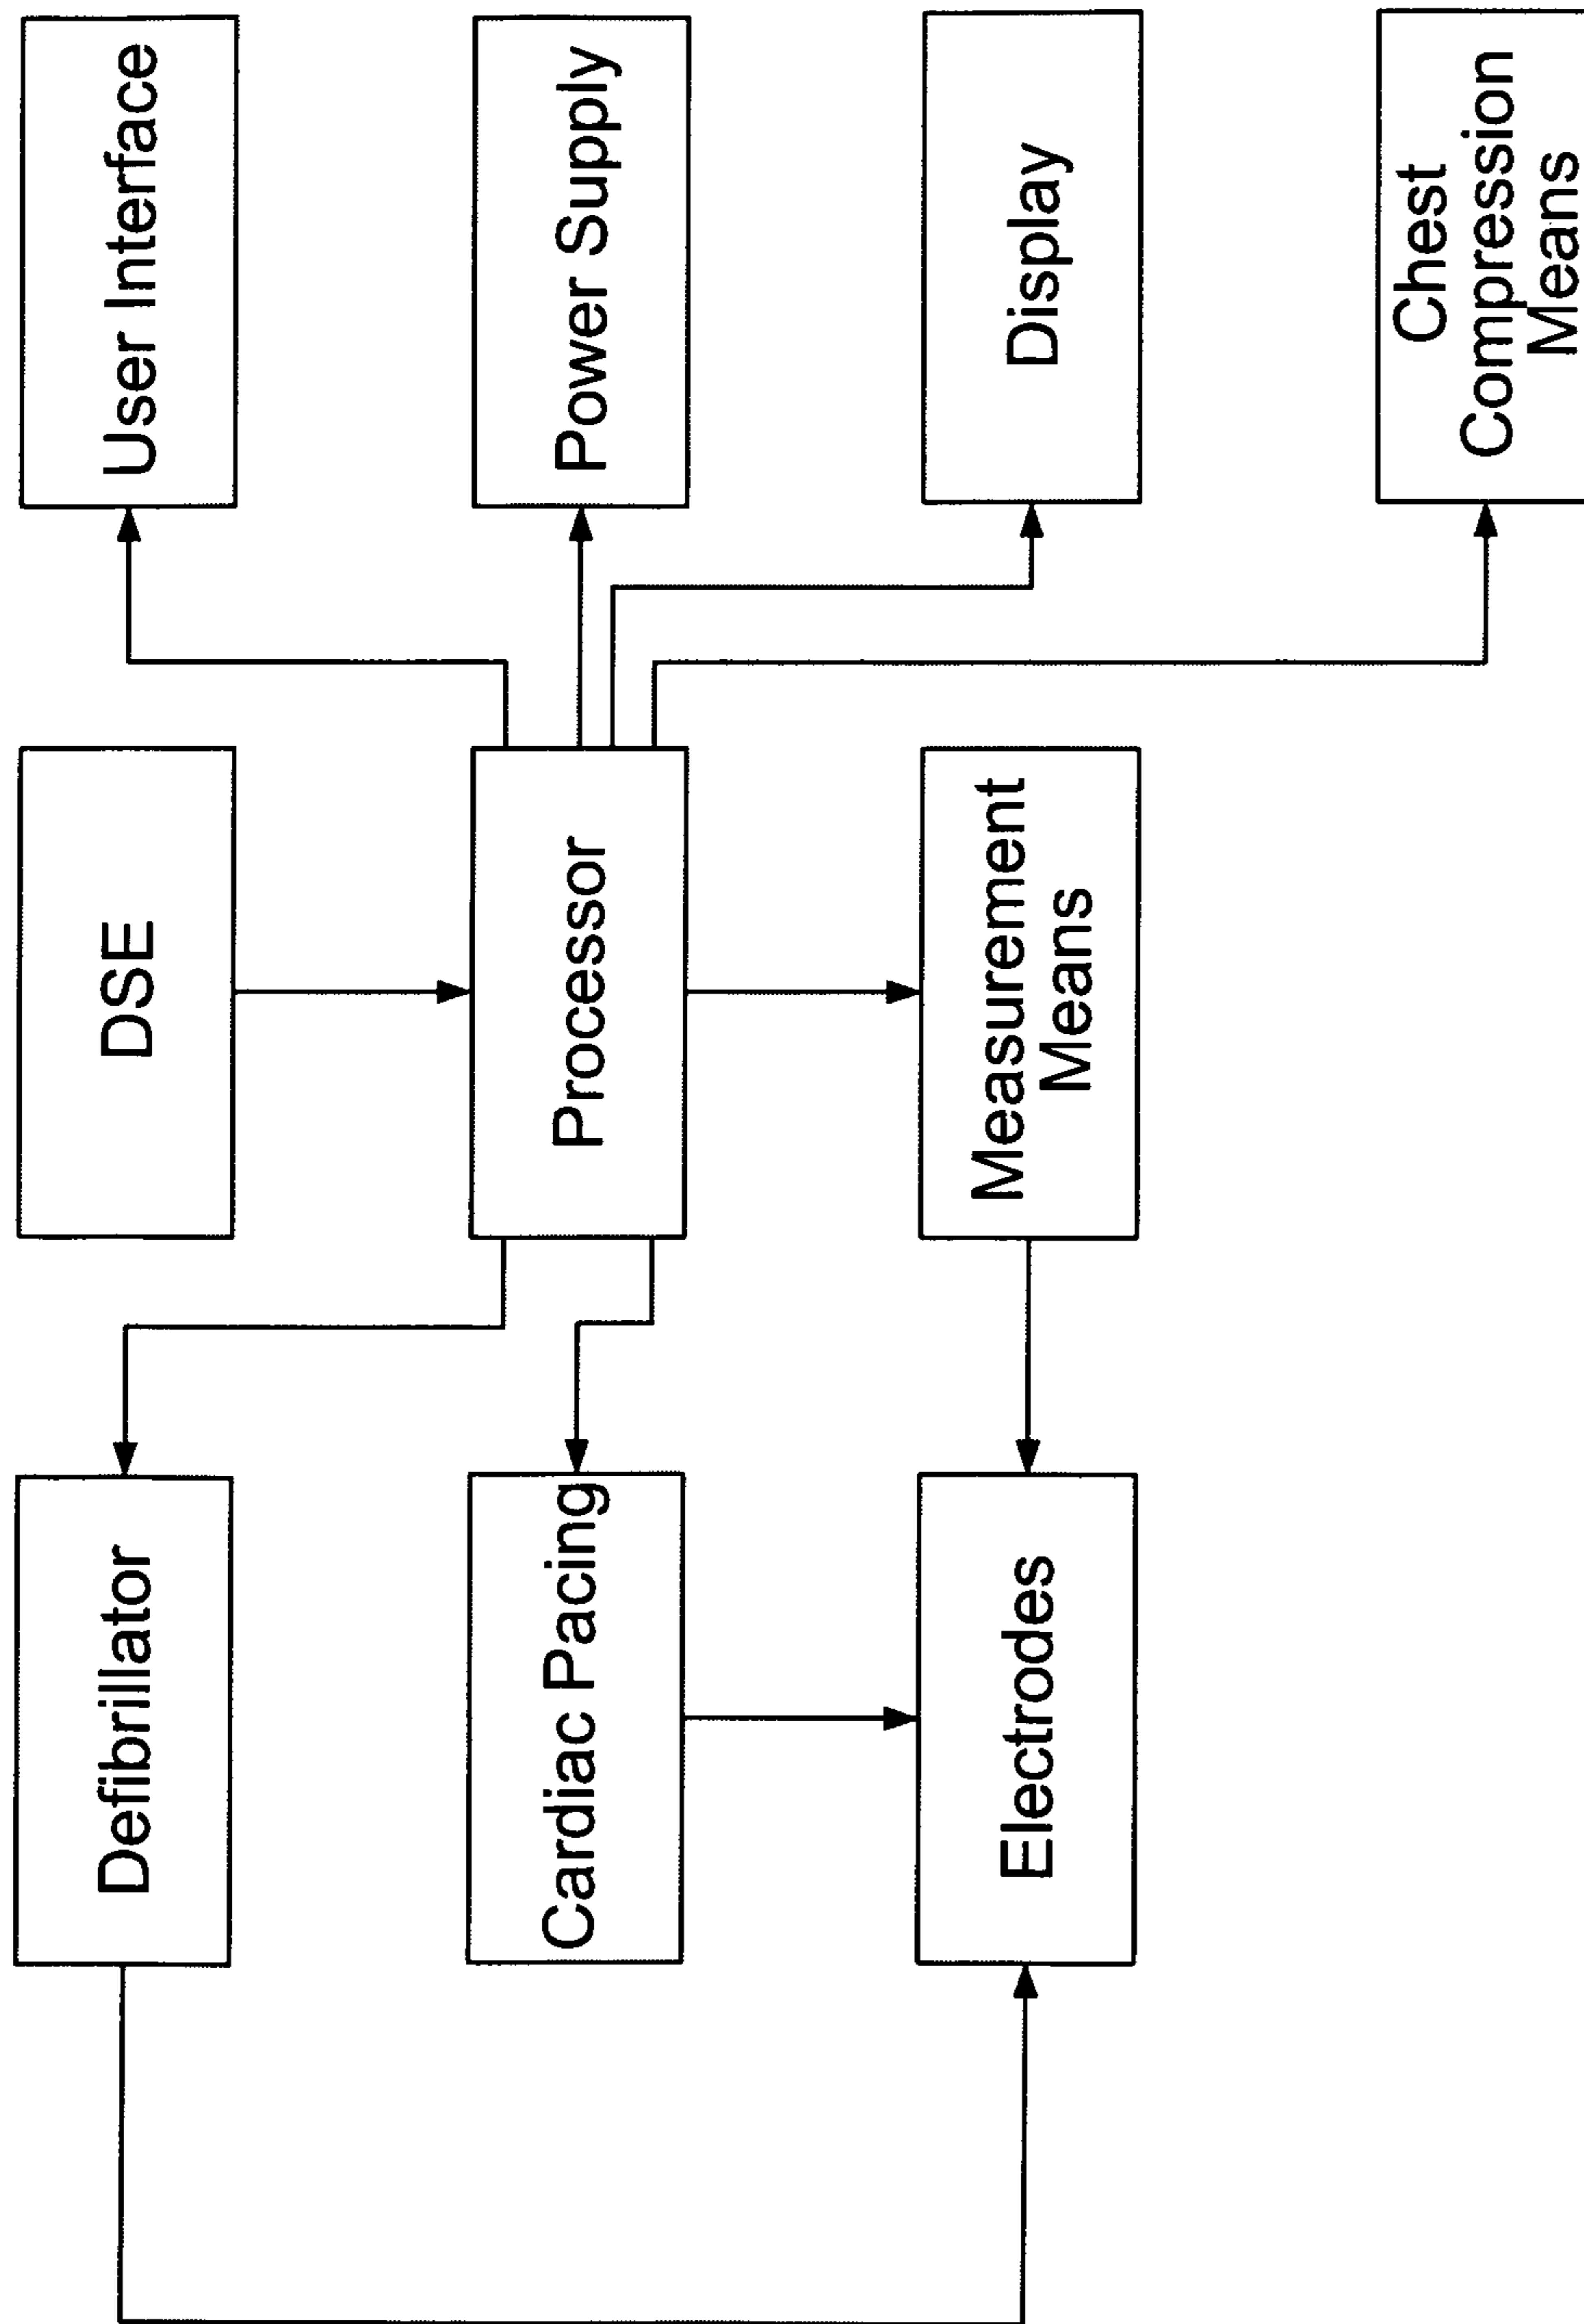 Defibrillator
DSE
User Interface
Cardiac Pacing
Processor
Power Supply
Electrodes
Measurement
Means
Display
Chest
Compression
Means